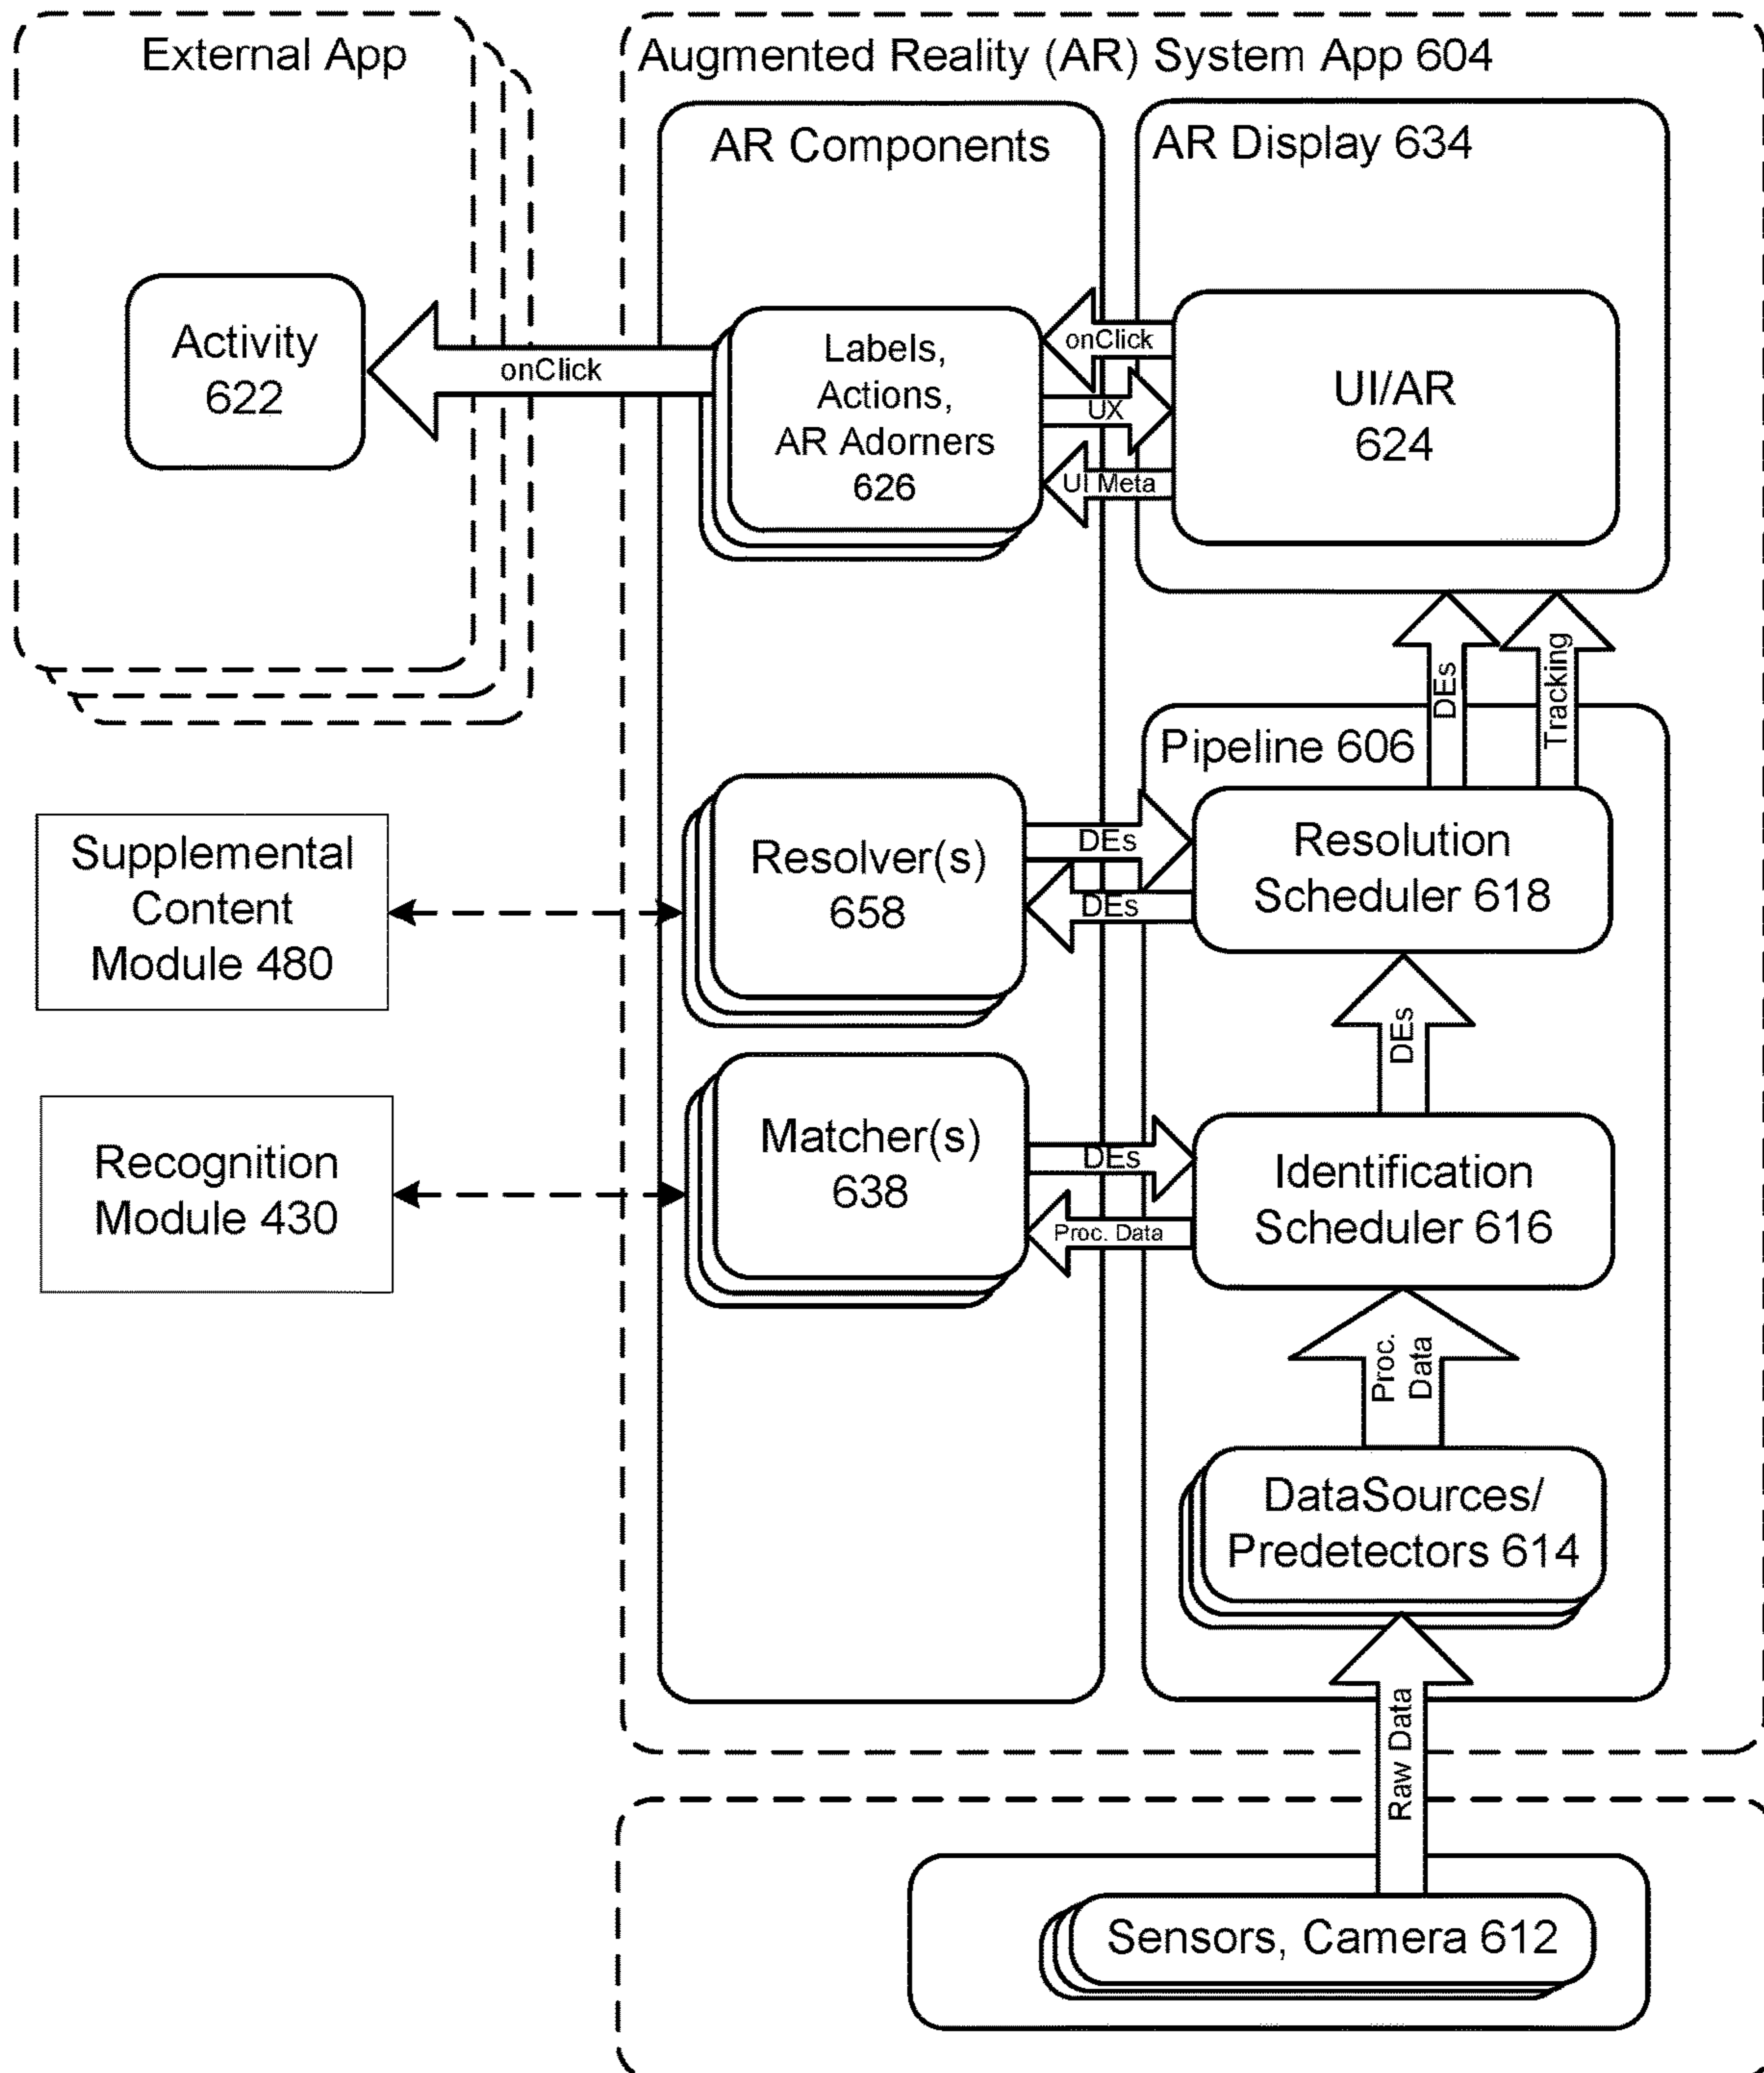 External App
Augmented Reality (AR) System App 604
AR Components
AR Display 634
Activity
622
onClick
Labels,
Actions,
AR Adorners
626
onClick
UX
UI Meta
UI/AR
624
DEs
Tracking
Pipeline 606
Supplemental
Content
Module 480
Resolver(s)
658
DEs
DEs
Resolution
Scheduler 618
DEs
Recognition
Module 430
Matcher(s)
638
DEs
Proc. Data
Identification
Scheduler 616
Proc.
Data
DataSources/
Predetectors 614
Raw Data
Sensors, Camera 612